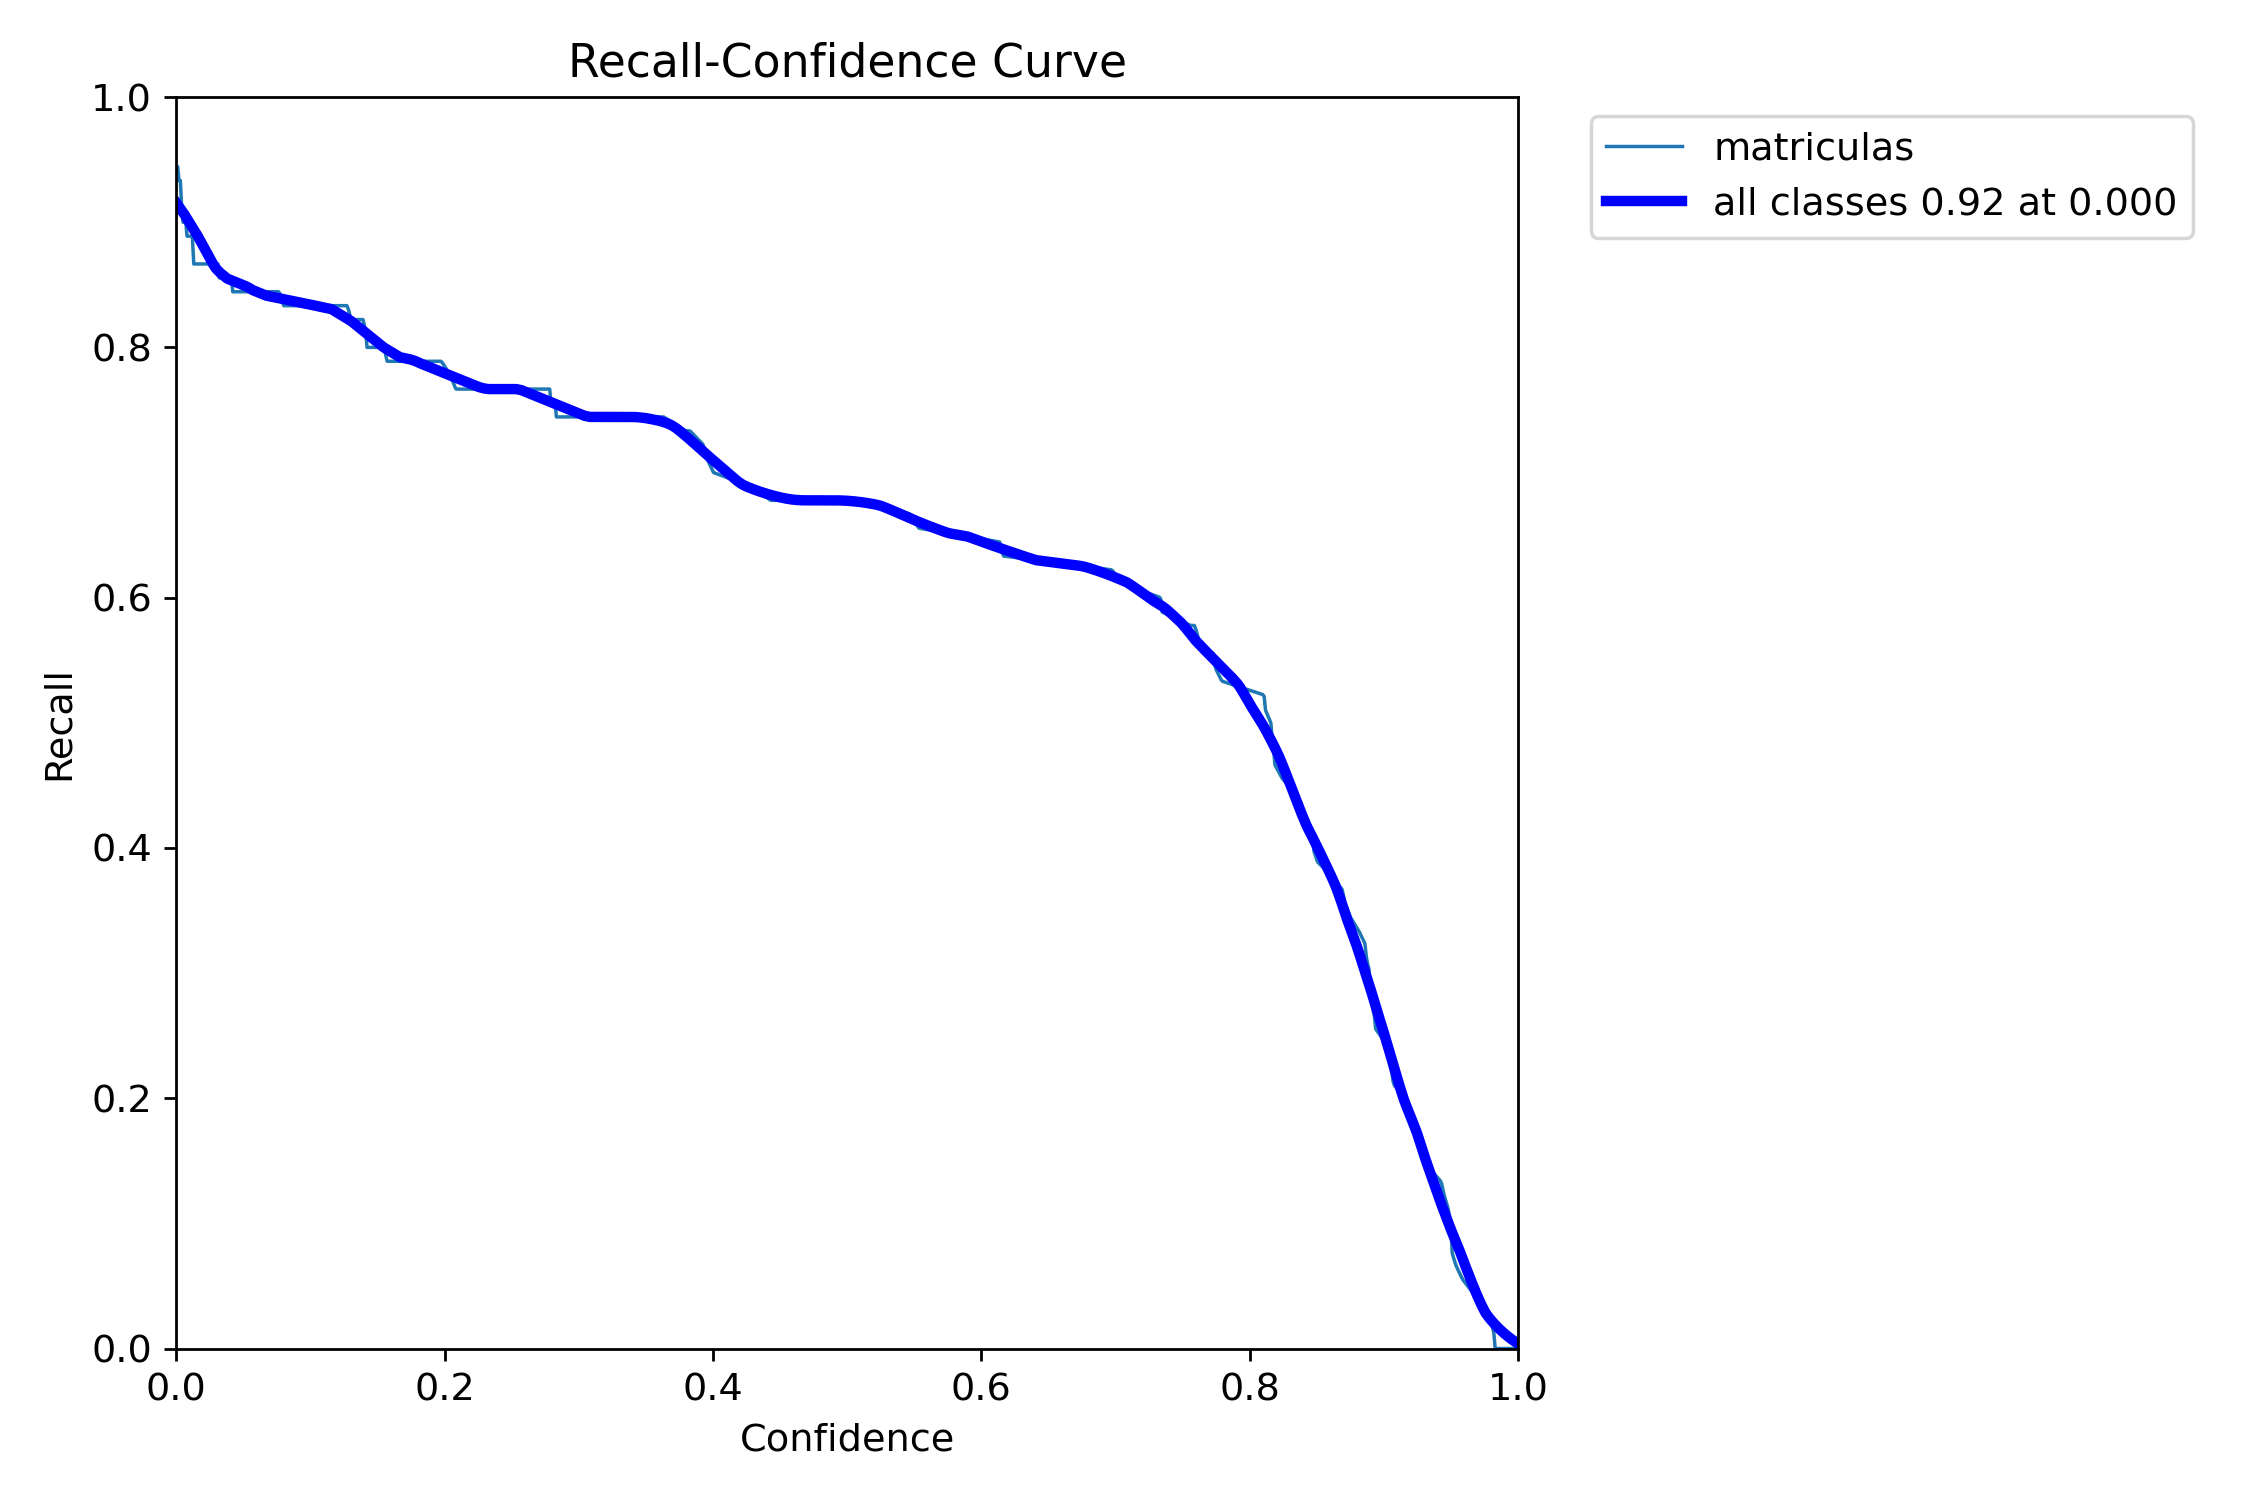 Recall-Confidence Curve
matriculas
all classes 0.92 at 0.000
1.0
0.8
0.6
0.4
0.2
0.0
Recall
0.0 0.2 0.4 0.6 0.8 1.0
Confidence